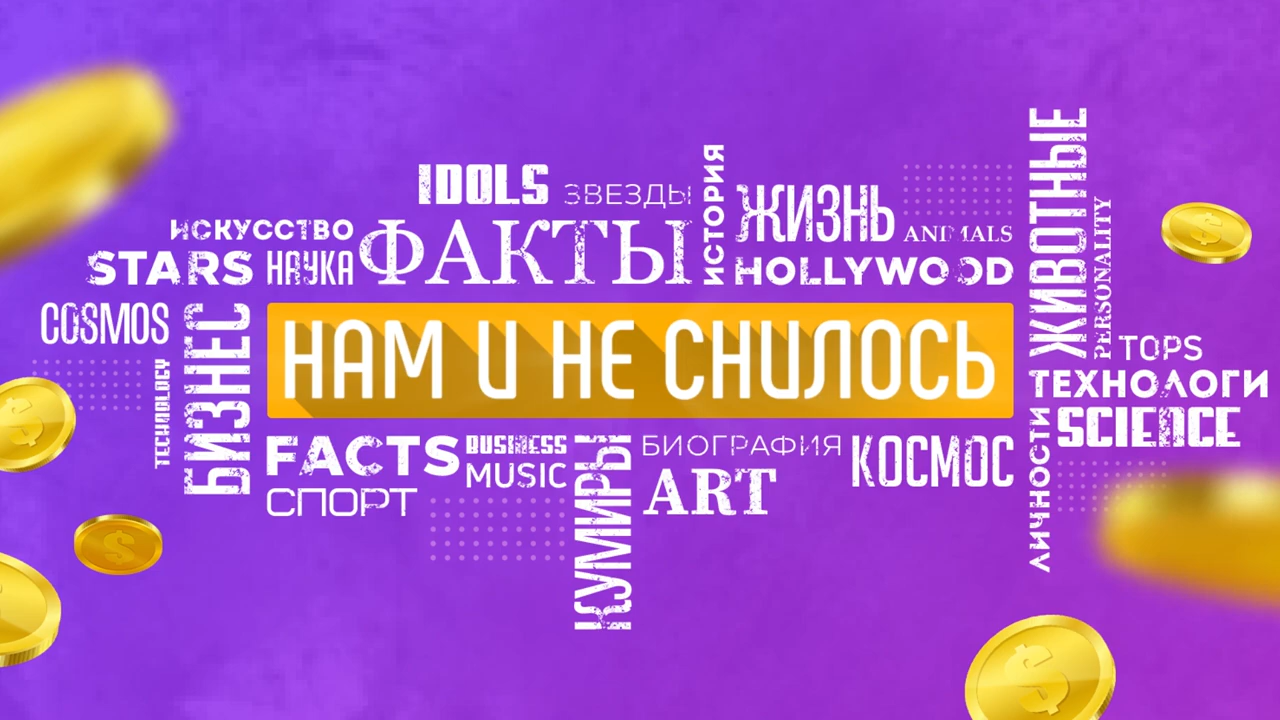 IDOLS
ЗВЕЗДЫ
ИСТОРИЯ
ЖИЗНЬ
ANIMALS
ЖИВОТНЫЕ
PERSONALITY
ИСКУССТВО
STARS
НАУКА
ФАКТЫ
HOLLYWOOD
COSMOS
TECHNOLOGY
БИЗНЕС
НАМ И НЕ СНИЛОСЬ
TOPS
ТЕХНОЛОГИ
SCIENCE
ЛИЧНОСТИ
FACTS
BUSINESS
MUSIC
СПОРТ
КУМИРЫ
БИОГРАФИЯ
ART
КОСМОС